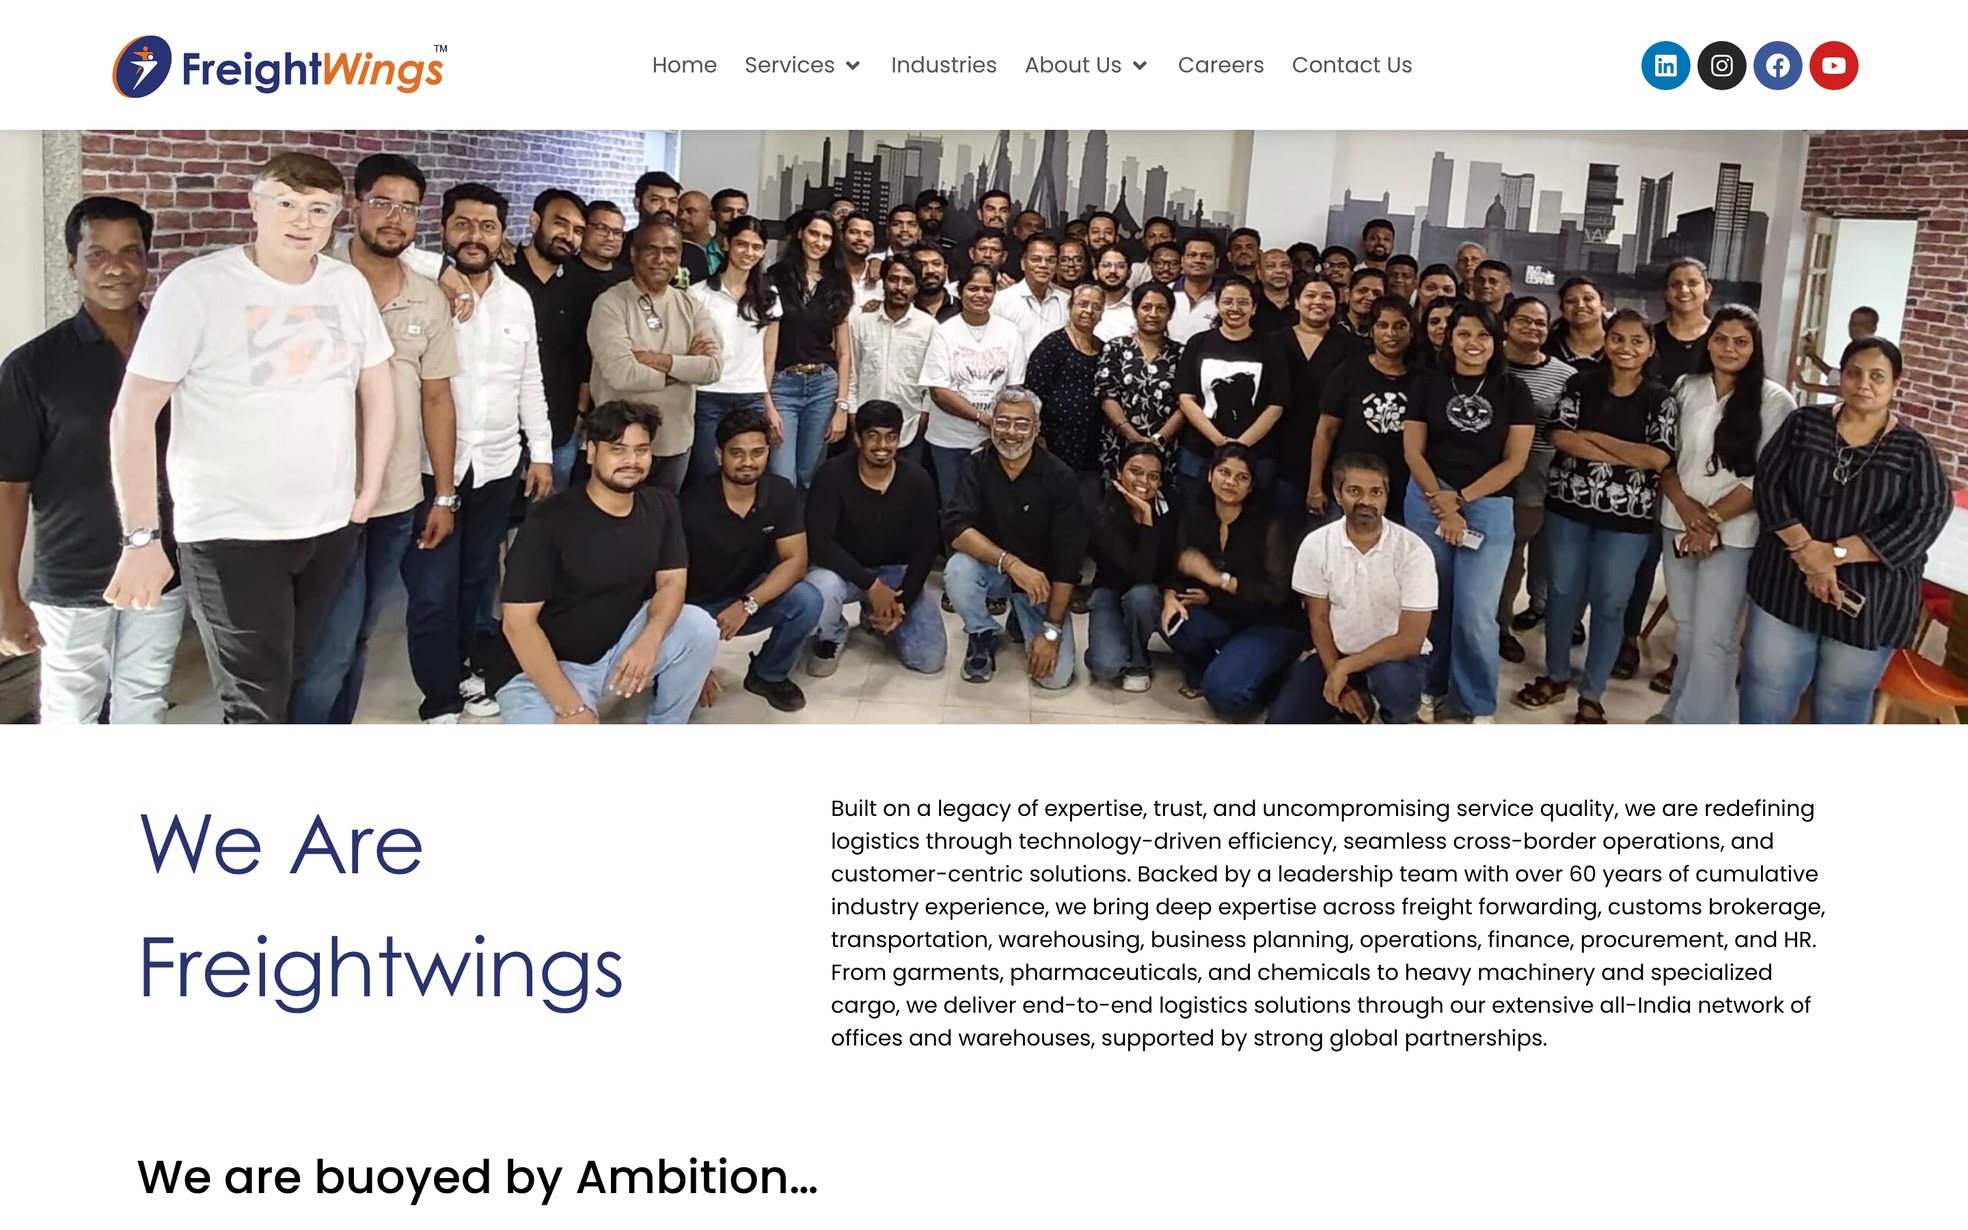 FreightWings TM
Home Services Industries About Us Careers Contact Us
We Are
Freightwings
Built on a legacy of expertise, trust, and uncompromising service quality, we are redefining
logistics through technology-driven efficiency, seamless cross-border operations, and
customer-centric solutions. Backed by a leadership team with over 60 years of cumulative
industry experience, we bring deep expertise across freight forwarding, customs brokerage,
transportation, warehousing, business planning, operations, finance, procurement, and HR.
From garments, pharmaceuticals, and chemicals to heavy machinery and specialized
cargo, we deliver end-to-end logistics solutions through our extensive all-India network of
offices and warehouses, supported by strong global partnerships.
We are buoyed by Ambition...